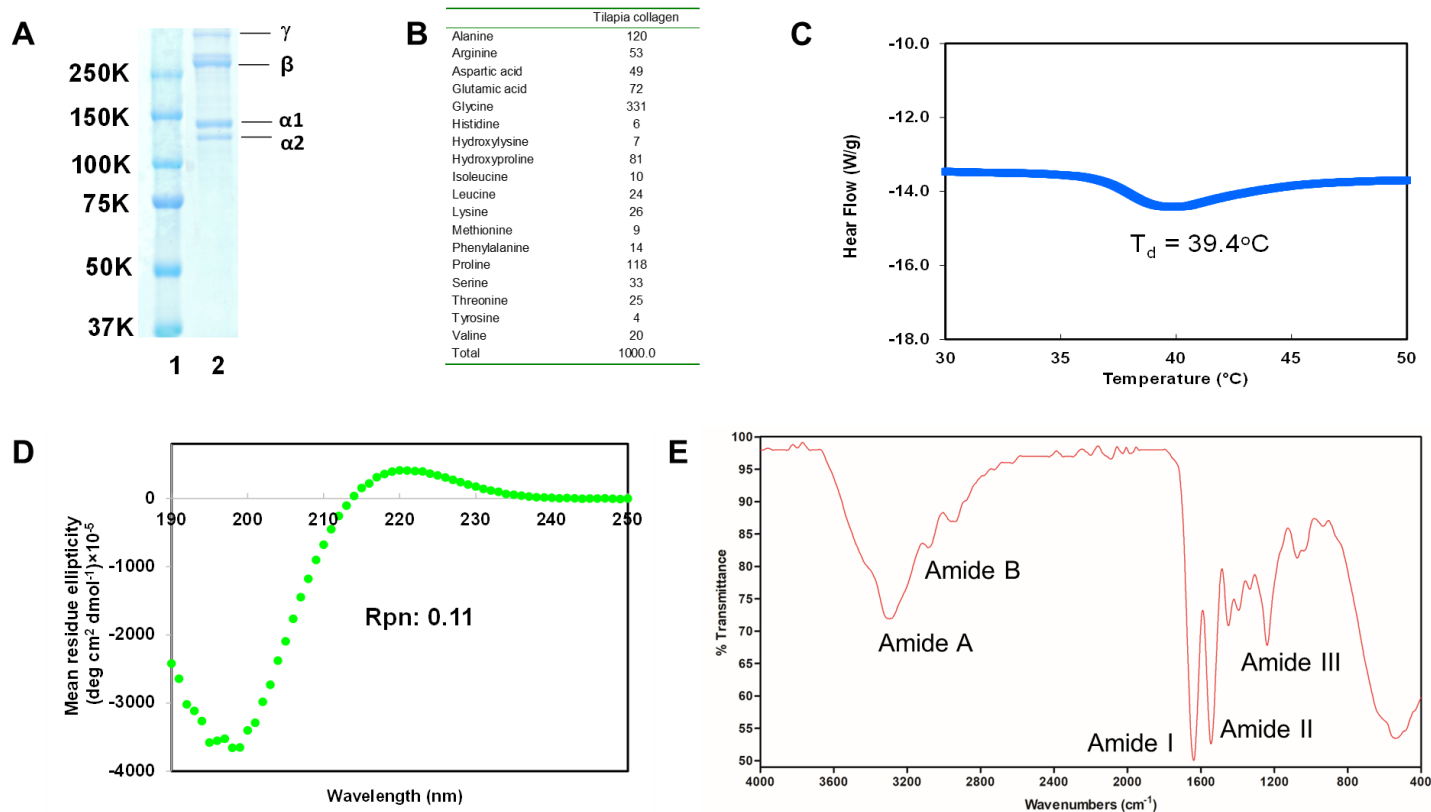 A
γ
β
250K
150K
α1
α2
100K
75K
50K
37K
1 2
B
Tilapia collagen
Alanine 120
Arginine 53
Aspartic acid 49
Glutamic acid 72
Glycine 331
Histidine 6
Hydroxylysine 7
Hydroxyproline 81
Isoleucine 10
Leucine 24
Lysine 26
Methionine 9
Phenylalanine 14
Proline 118
Serine 33
Threonine 25
Tyrosine 4
Valine 20
Total 1000.0
C
-10.0
-12.0
-14.0
-16.0
-18.0
Hear Flow (W/g)
Td = 39.4°C
30 35 40 45 50
Temperature (°C)
D
0
-1000
-2000
-3000
-4000
190 200 210 220 230 240 250
Mean residue ellipticity
(deg cm² dmol⁻¹)×10⁻⁵
Rpn: 0.11
Wavelength (nm)
E
100
95
90
85
80
75
70
65
60
55
50
% Transmittance
Amide B
Amide A
Amide III
Amide II
Amide I
4000 3600 3200 2800 2400 2000 1600 1200 800 400
Wavenumbers (cm⁻¹)